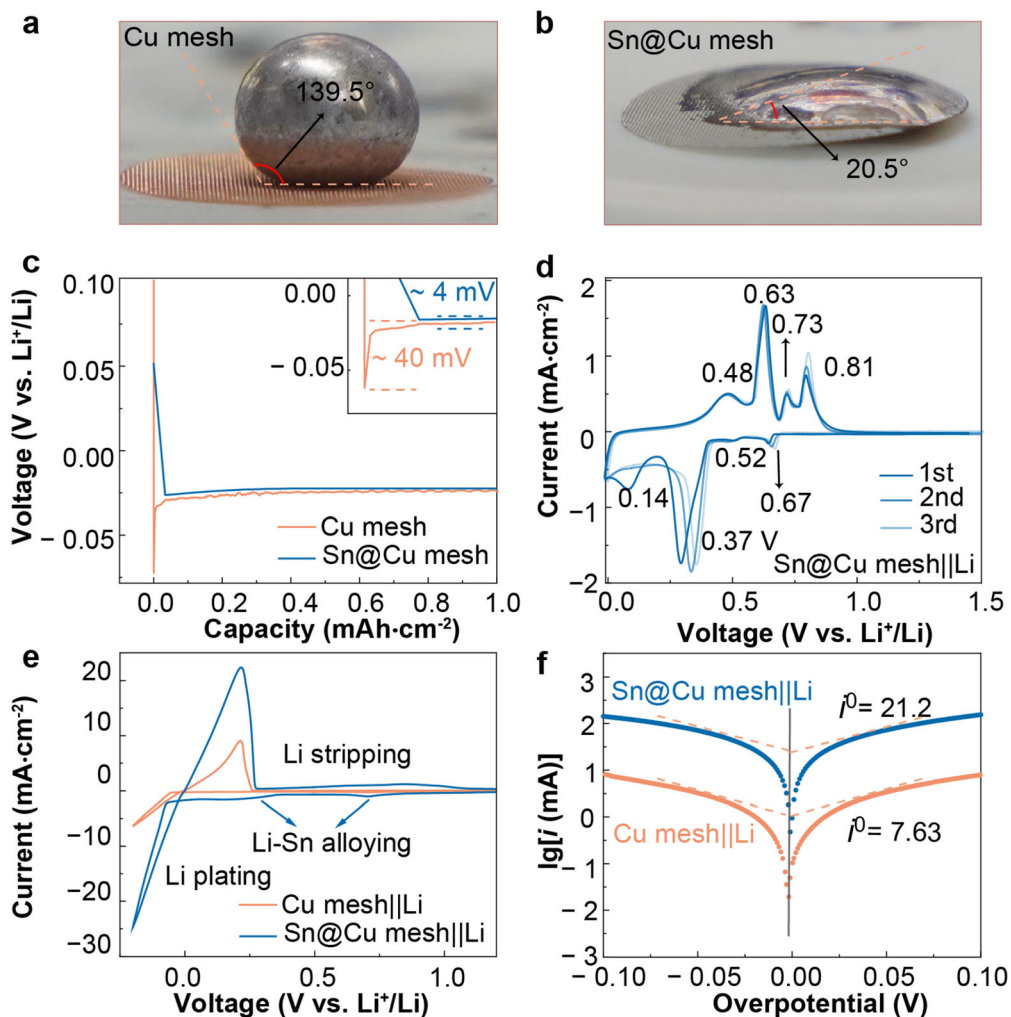 a
Cu mesh
139.5°
b
Sn@Cu mesh
20.5°
c
0.10
0.05
0.00
− 0.05
0.0
0.2
0.4
0.6
0.8
1.0
Voltage (V vs. Li⁺/Li)
Capacity (mAh·cm⁻²)
0.00
− 0.05
~ 4 mV
~ 40 mV
Cu mesh
Sn@Cu mesh
d
2
1
0
−1
−2
0.0
0.5
1.0
1.5
Current (mA·cm⁻²)
Voltage (V vs. Li⁺/Li)
0.63
0.73
0.48
0.81
0.52
0.14
0.67
0.37 V
1st
2nd
3rd
Sn@Cu mesh||Li
e
20
10
0
−10
−20
−30
0.0
0.5
1.0
Current (mA·cm⁻²)
Voltage (V vs. Li⁺/Li)
Li stripping
Li-Sn alloying
Li plating
Cu mesh||Li
Sn@Cu mesh||Li
f
3
2
1
0
−1
−2
−3
−0.10
−0.05
0.00
0.05
0.10
lg[i (mA)]
Overpotential (V)
Sn@Cu mesh||Li
i⁰= 21.2
Cu mesh||Li
i⁰= 7.63